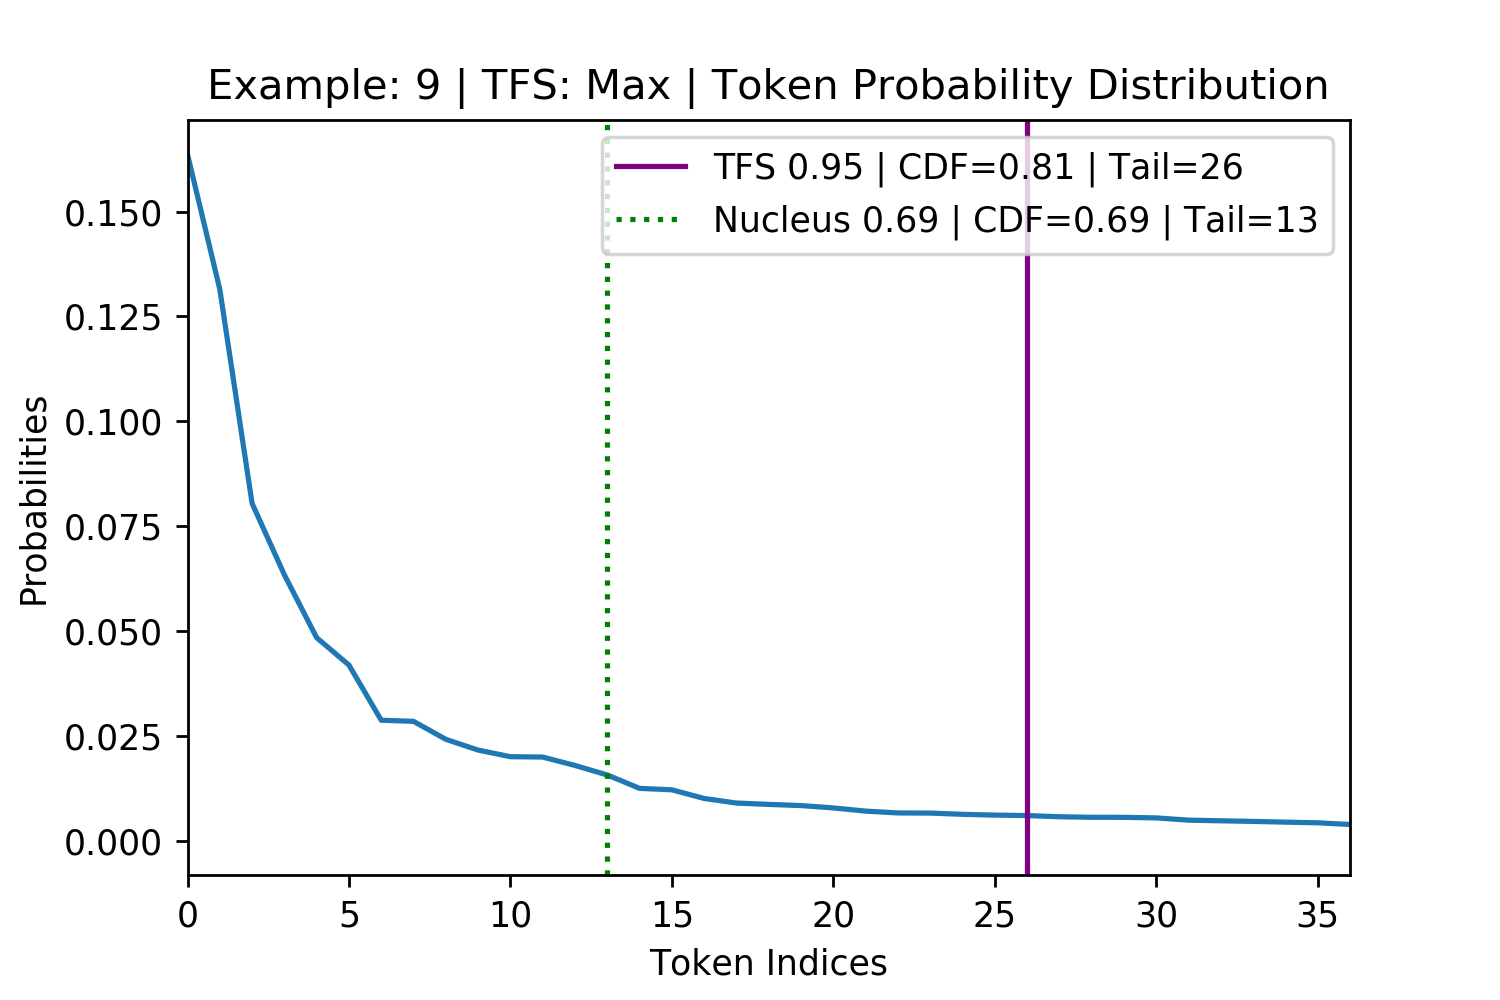 Example: 9 | TFS: Max | Token Probability Distribution
TFS 0.95 | CDF=0.81 | Tail=26
Nucleus 0.69 | CDF=0.69 | Tail=13
Probabilities
0.150
0.125
0.100
0.075
0.050
0.025
0.000
0 5 10 15 20 25 30 35
Token Indices